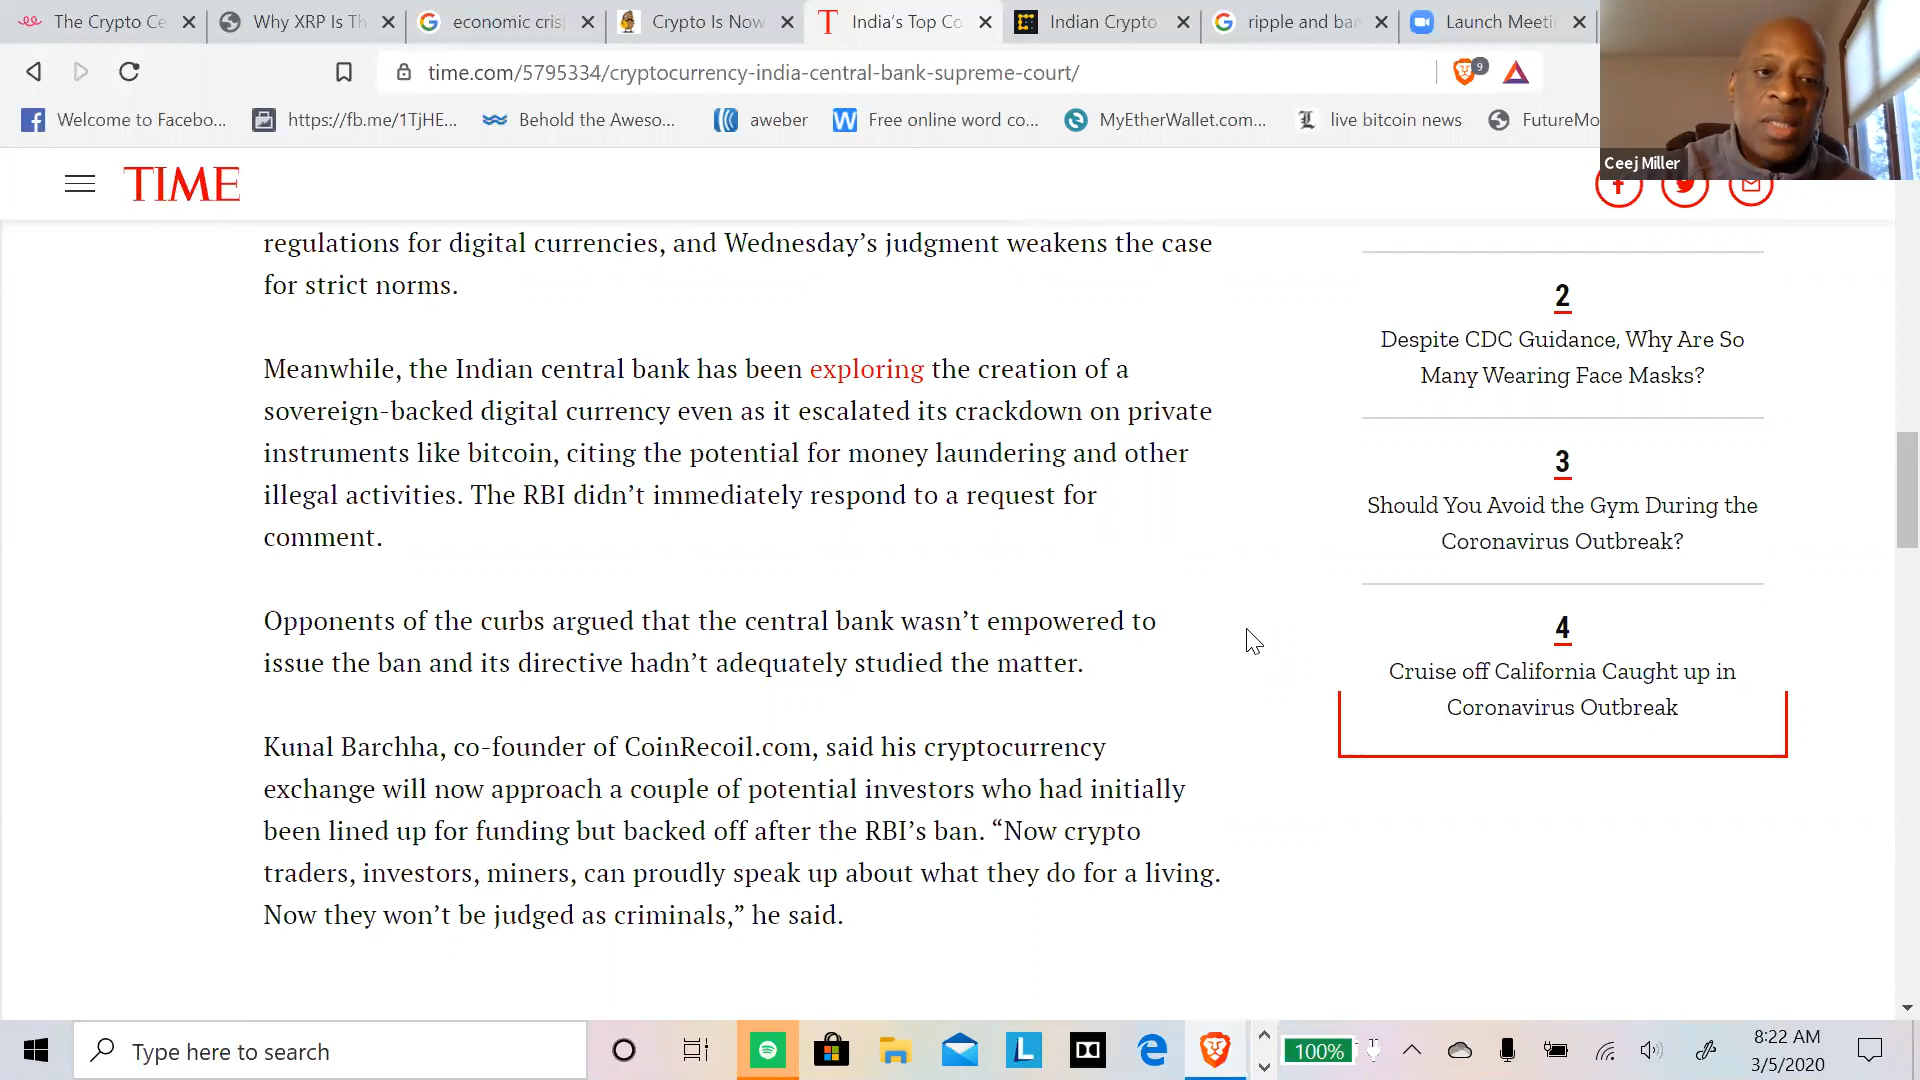 The Crypto Ce
Why XRP Is Th
economic cris
Crypto Is Now
India's Top Co
Indian Crypto
ripple and ban
Launch Meeti
time.com/5795334/cryptocurrency-india-central-bank-supreme-court/
9
Welcome to Facebo...
https://fb.me/1TjHE...
Behold the Aweso...
aweber
Free online word co...
MyEtherWallet.com...
live bitcoin news
FutureMo
Ceej Miller
TIME
regulations for digital currencies, and Wednesday’s judgment weakens the case
for strict norms.
Meanwhile, the Indian central bank has been exploring the creation of a
sovereign-backed digital currency even as it escalated its crackdown on private
instruments like bitcoin, citing the potential for money laundering and other
illegal activities. The RBI didn’t immediately respond to a request for
comment.
Opponents of the curbs argued that the central bank wasn’t empowered to
issue the ban and its directive hadn’t adequately studied the matter.
Kunal Barchha, co-founder of CoinRecoil.com, said his cryptocurrency
exchange will now approach a couple of potential investors who had initially
been lined up for funding but backed off after the RBI’s ban. “Now crypto
traders, investors, miners, can proudly speak up about what they do for a living.
Now they won’t be judged as criminals,” he said.
2
Despite CDC Guidance, Why Are So
Many Wearing Face Masks?
3
Should You Avoid the Gym During the
Coronavirus Outbreak?
4
Cruise off California Caught up in
Coronavirus Outbreak
Type here to search
100%
8:22 AM
3/5/2020